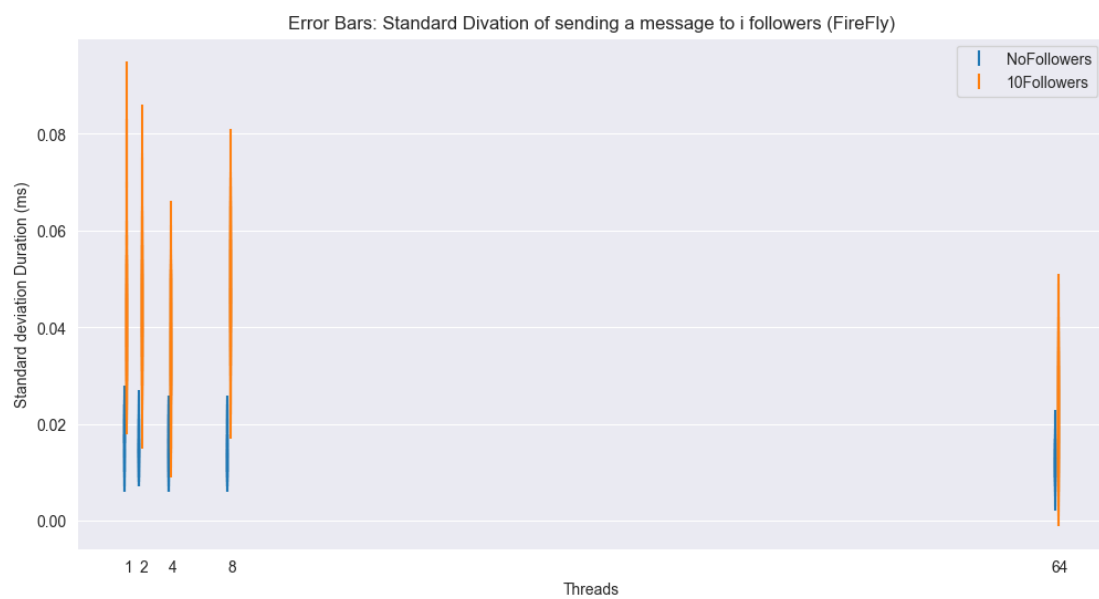 Error Bars: Standard Divation of sending a message to i followers (FireFly)
NoFollowers
10Followers
Standard deviation Duration (ms)
0.08
0.06
0.04
0.02
0.00
1 2 4 8 64
Threads